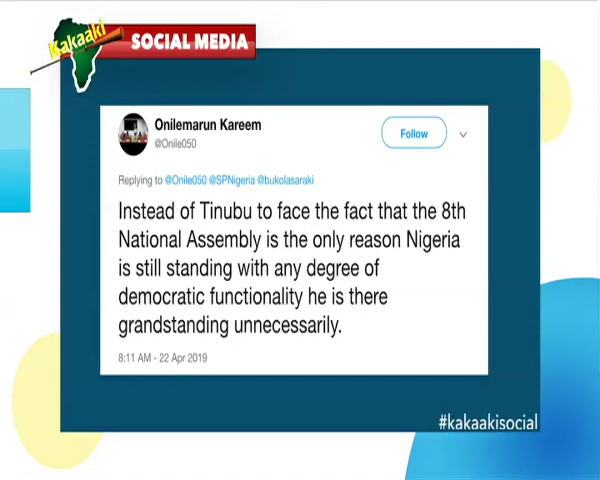 Kakaaki
SOCIAL MEDIA
Onilemarun Kareem
@Onile050
Follow
Replying to @Onile050 @SPNigeria @bukolasaraki
Instead of Tinubu to face the fact that the 8th
National Assembly is the only reason Nigeria
is still standing with any degree of
democratic functionality he is there
grandstanding unnecessarily.
8:11 AM - 22 Apr 2019
#kakaakisocial